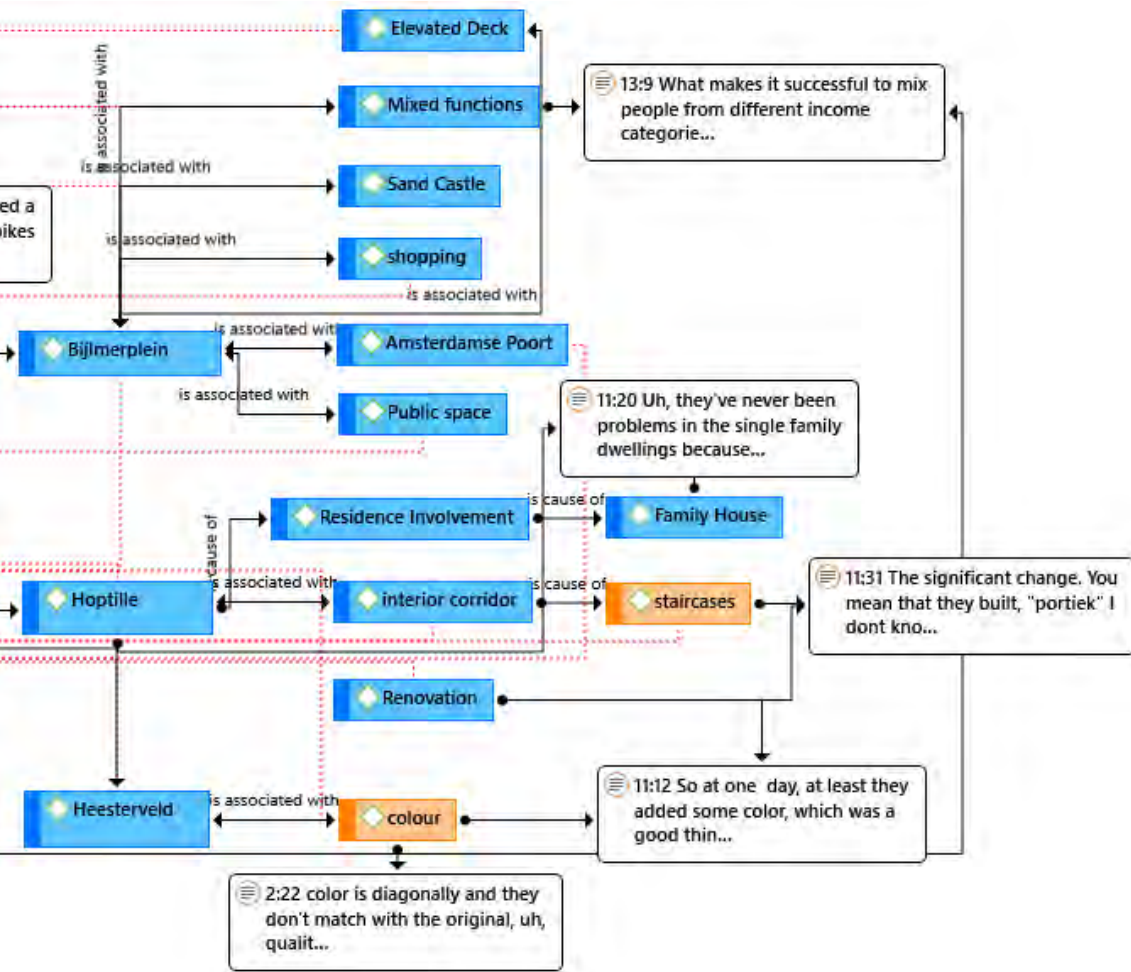 Elevated Deck
is associated with
13:9 What makes it successful to mix
people from different income
categorie...
Mixed functions
is associated with
Sand Castle
ed a
bikes
is associated with
shopping
is associated with
is associated with
Bijlmerplein
Amsterdamse Poort
is associated with
Public space
11:20 Uh, they've never been
problems in the single family
dwellings because...
is cause of
Residence Involvement
Family House
cause of
is associated with
is cause of
Hoptille
interior corridor
staircases
11:31 The significant change. You
mean that they built, "portiek" I
dont kno...
Renovation
11:12 So at one day, at least they
added some color, which was a
good thin...
Heesterveld
is associated with
colour
2:22 color is diagonally and they
don't match with the original, uh,
qualit...